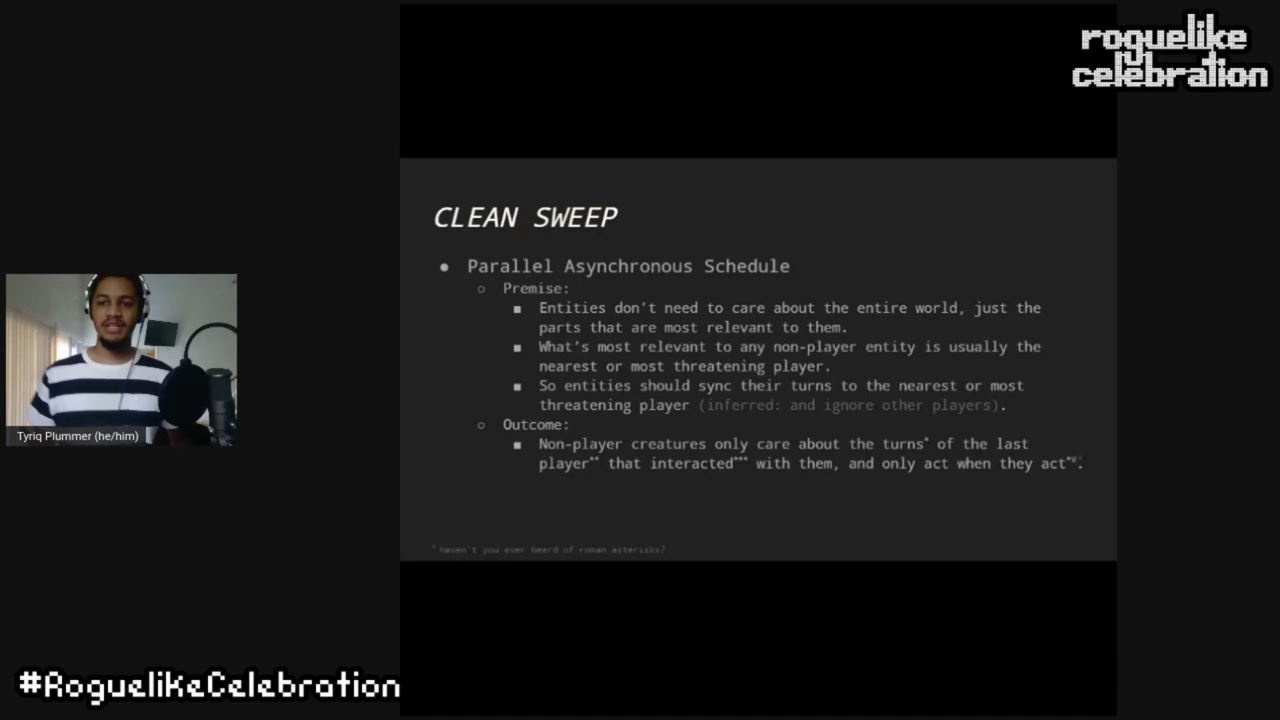 roguelike
celebration
CLEAN SWEEP
● Parallel Asynchronous Schedule
○ Premise:
■ Entities don't need to care about the entire world, just the
parts that are most relevant to them.
■ What's most relevant to any non-player entity is usually the
nearest or most threatening player.
■ So entities should sync their turns to the nearest or most
threatening player (inferred: and ignore other players).
○ Outcome:
■ Non-player creatures only care about the turns* of the last
player** that interacted*** with them, and only act when they act*ⱽ.
* haven't you ever heard of roman asterisks?
Tyriq Plummer (he/him)
#RoguelikeCelebration